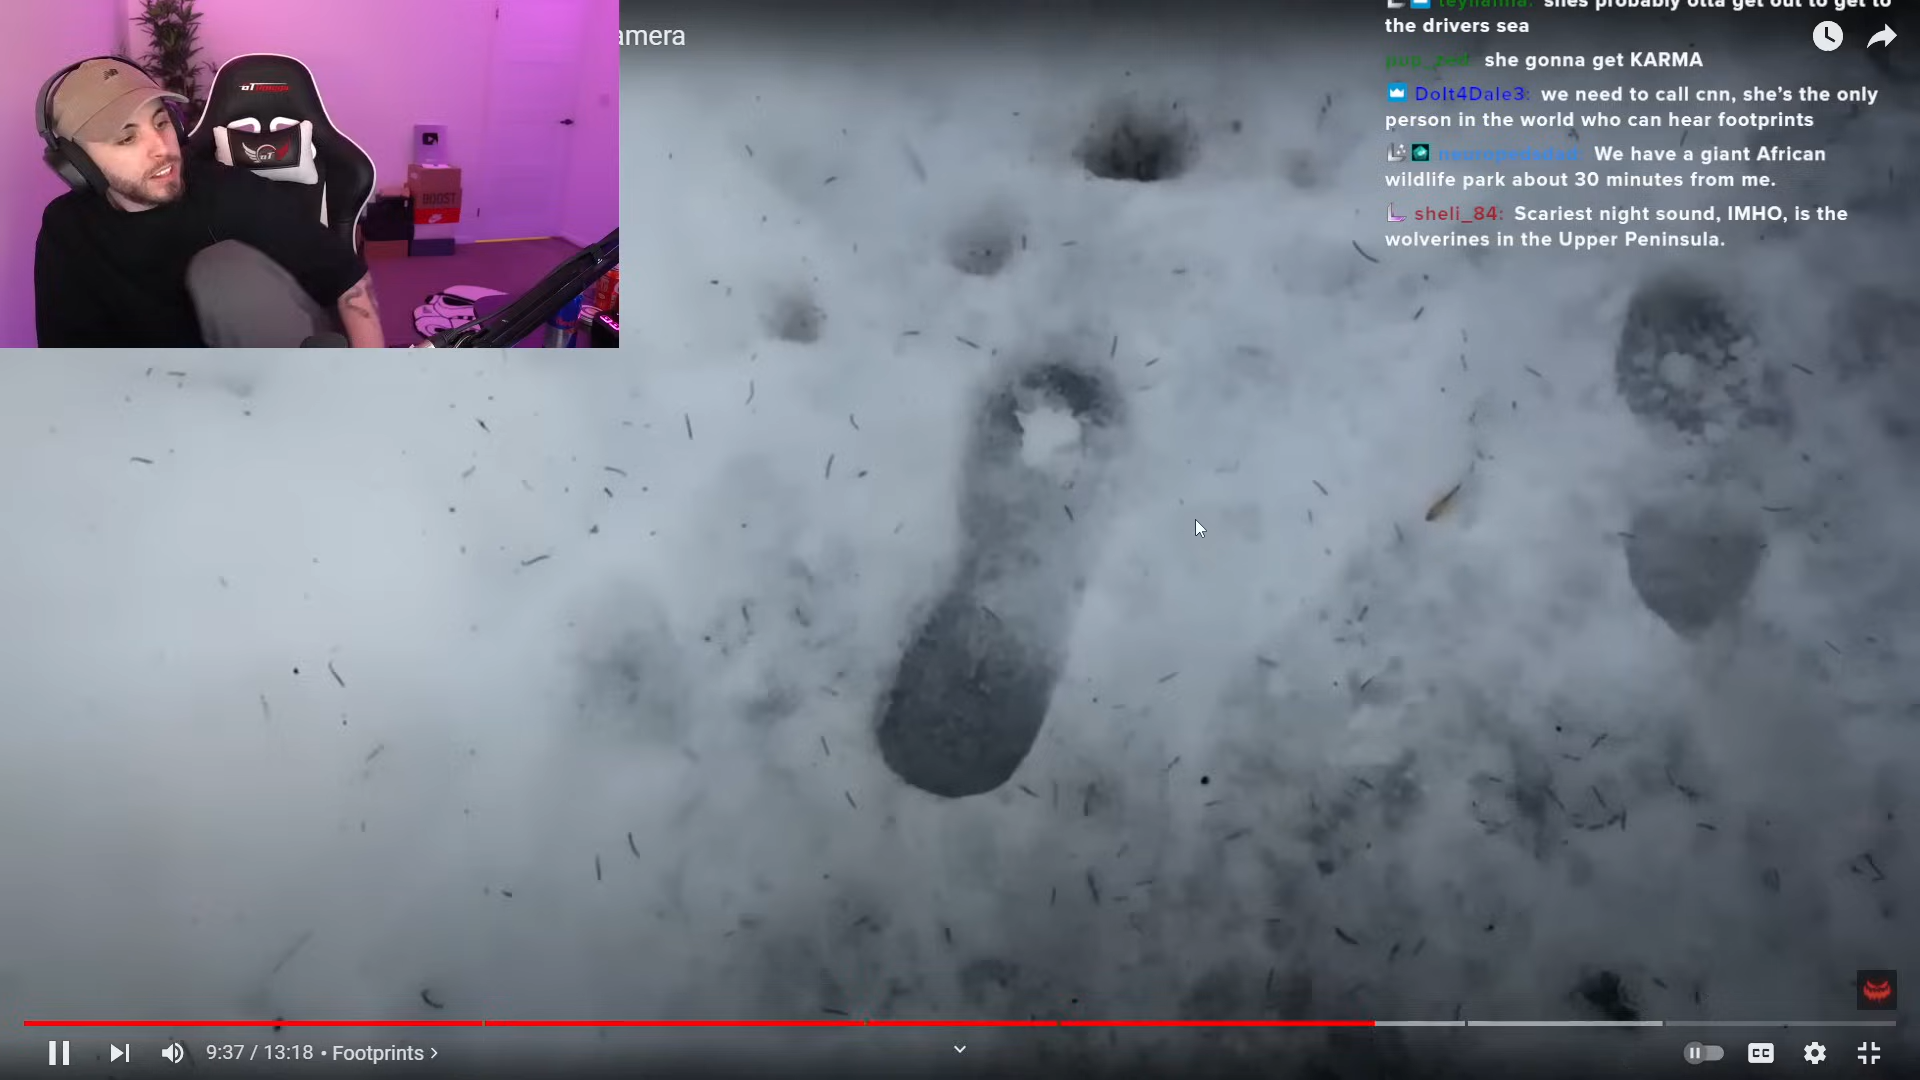 amera
shes probably otta get out to get to
the drivers sea
pup_zed: she gonna get KARMA
DoIt4Dale3: we need to call cnn, she's the only
person in the world who can hear footprints
We have a giant African
wildlife park about 30 minutes from me.
sheli_84: Scariest night sound, IMHO, is the
wolverines in the Upper Peninsula.
BOOST
9:37 / 13:18 • Footprints >
CC